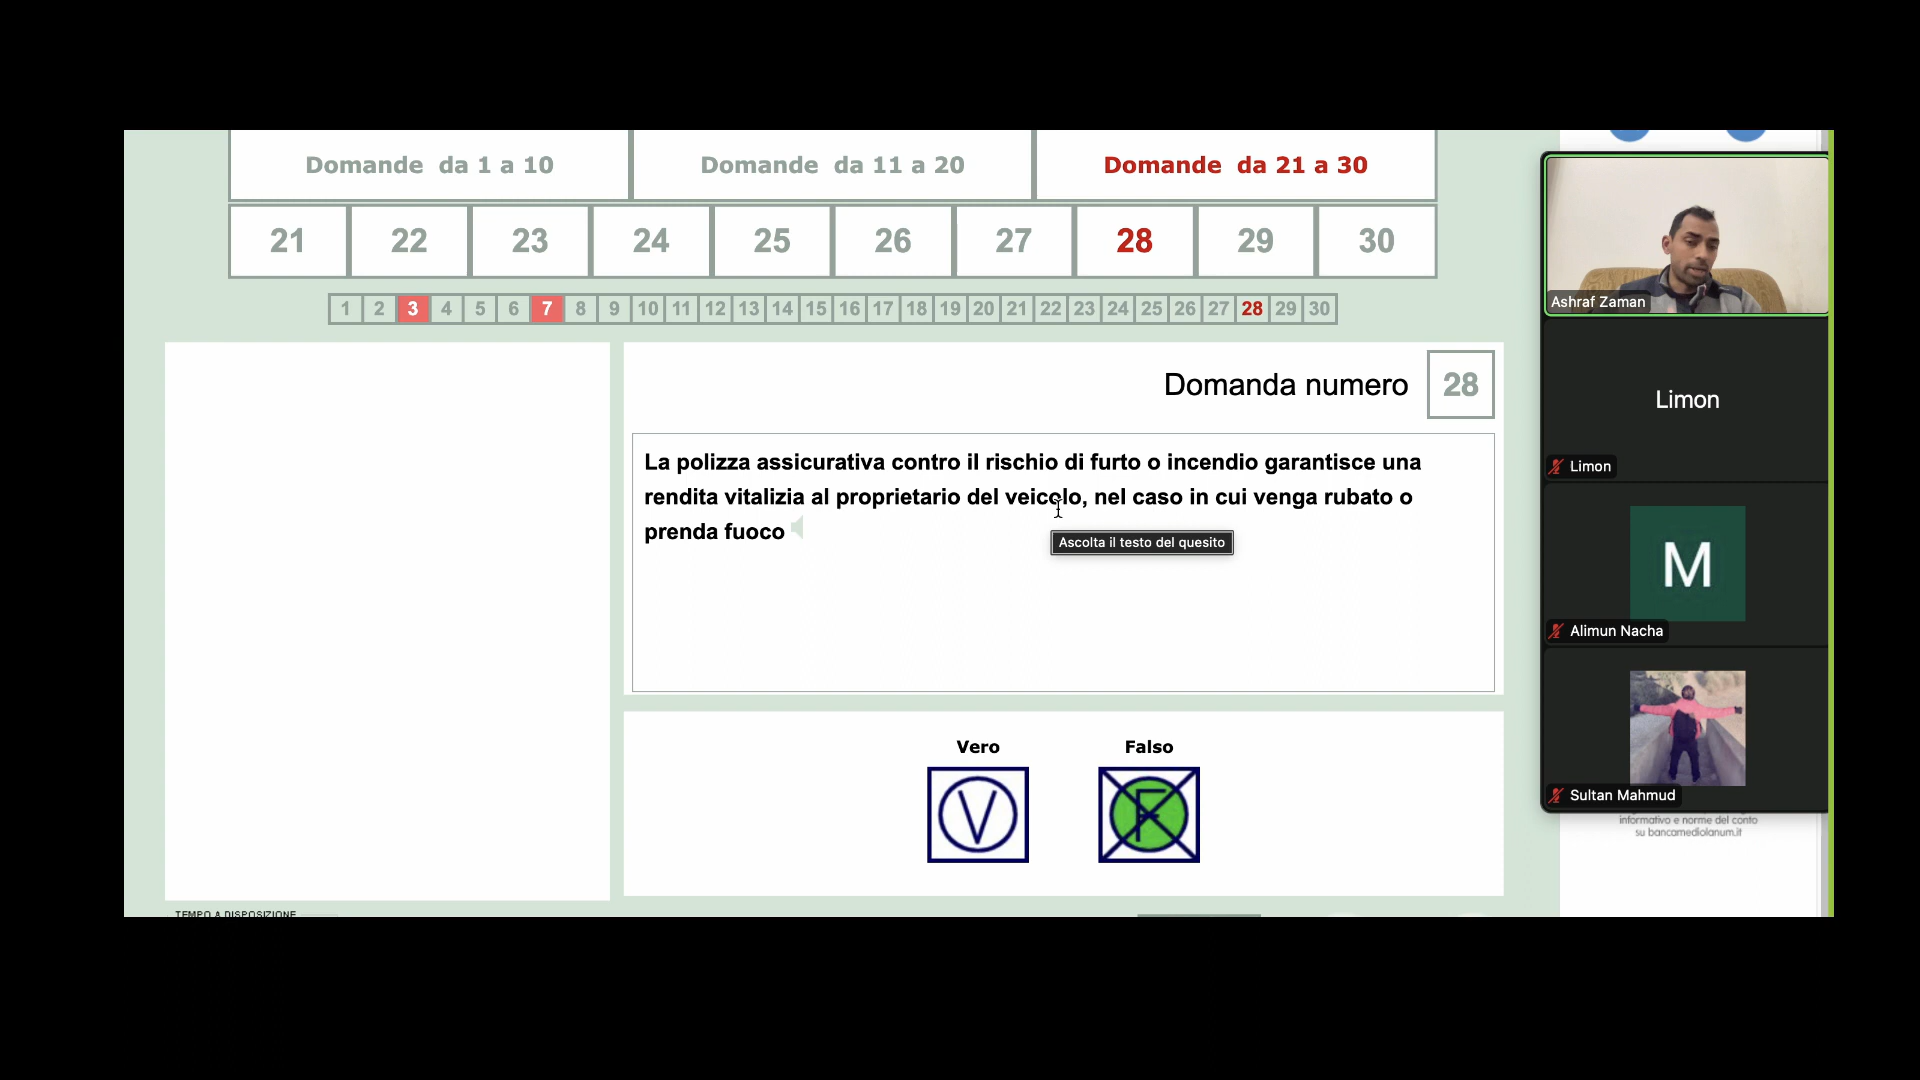 Domande da 1 a 10
Domande da 11 a 20
Domande da 21 a 30
21 22 23 24 25 26 27 28 29 30
1 2 3 4 5 6 7 8 9 10 11 12 13 14 15 16 17 18 19 20 21 22 23 24 25 26 27 28 29 30
Domanda numero 28
La polizza assicurativa contro il rischio di furto o incendio garantisce una
rendita vitalizia al proprietario del veicolo, nel caso in cui venga rubato o
prenda fuoco
Ascolta il testo del quesito
Vero
Falso
V
F
TEMPO A DISPOSIZIONE
Ashraf Zaman
Limon
Limon
M
Alimun Nacha
Sultan Mahmud
informativo e norme del conto
su bancamediolanum.it